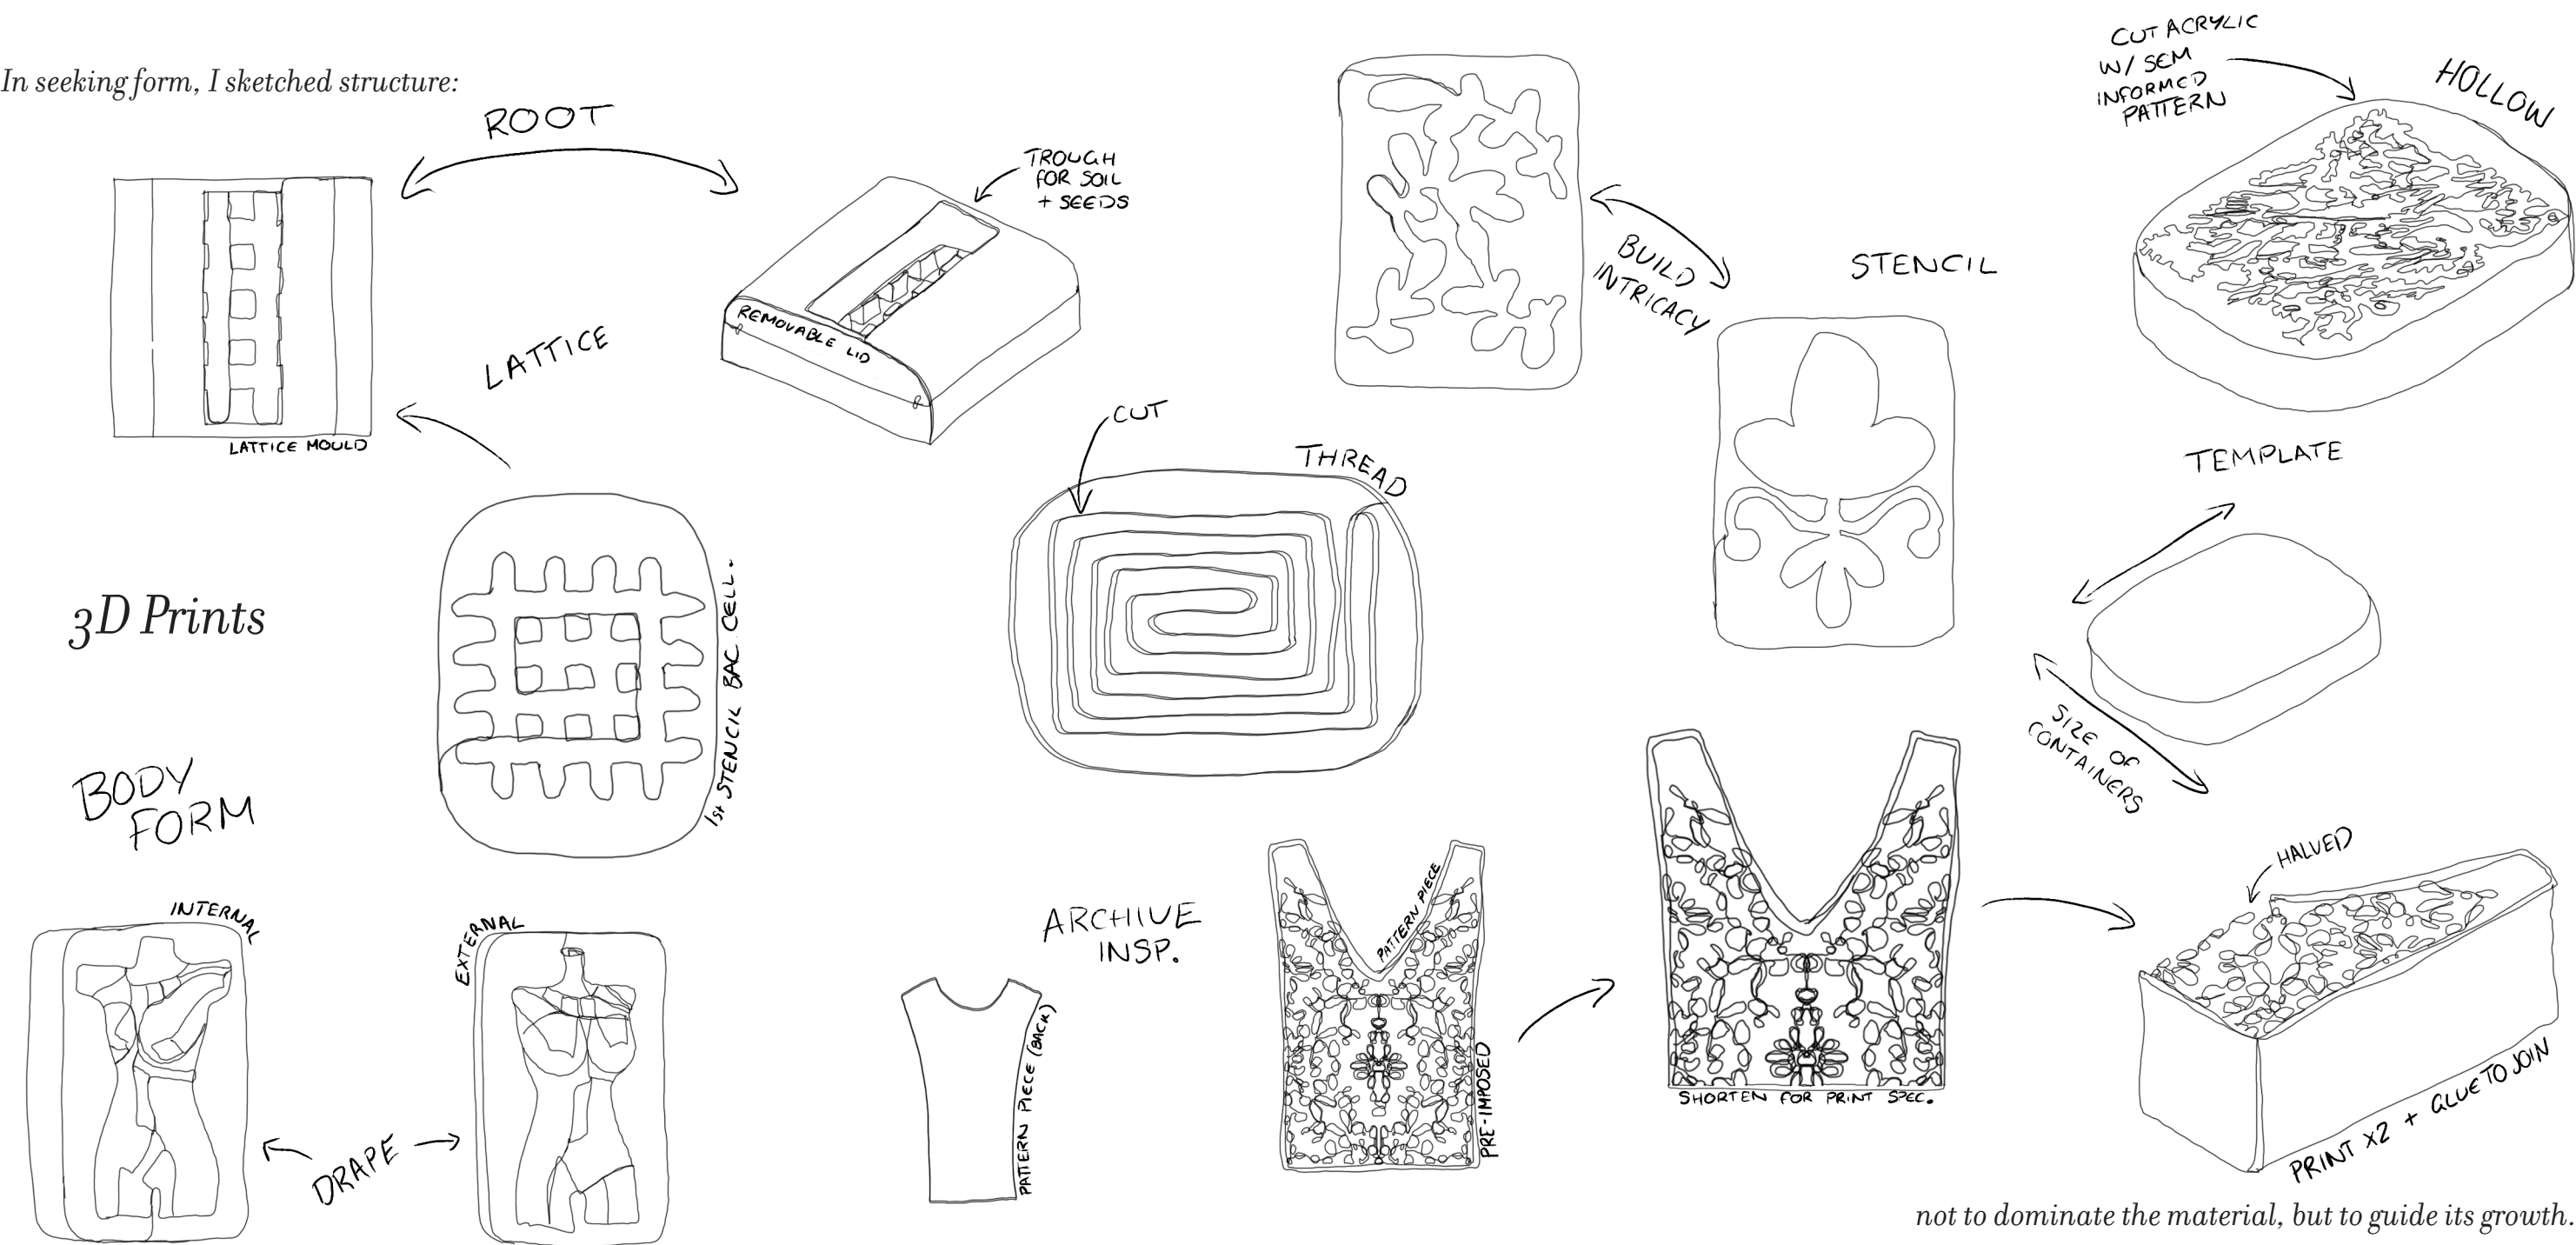 In seeking form, I sketched structure:
ROOT
TROUGH
FOR SOIL
+ SEEDS
REMOVABLE LID
LATTICE MOULD
LATTICE
CUT ACRYLIC
W/ SEM
INFORMED
PATTERN
HOLLOW
BUILD
INTRICACY
STENCIL
CUT
THREAD
TEMPLATE
3D Prints
1st STENCIL BAC. CELL.
SIZE OF
CONTAINERS
BODY
FORM
INTERNAL
EXTERNAL
DRAPE
ARCHIVE
INSP.
PATTERN PIECE (BACK)
PATTERN PIECE
PRE-IMPOSED
SHORTEN FOR PRINT SPEC.
HALVED
PRINT X2 + GLUE TO JOIN
not to dominate the material, but to guide its growth.